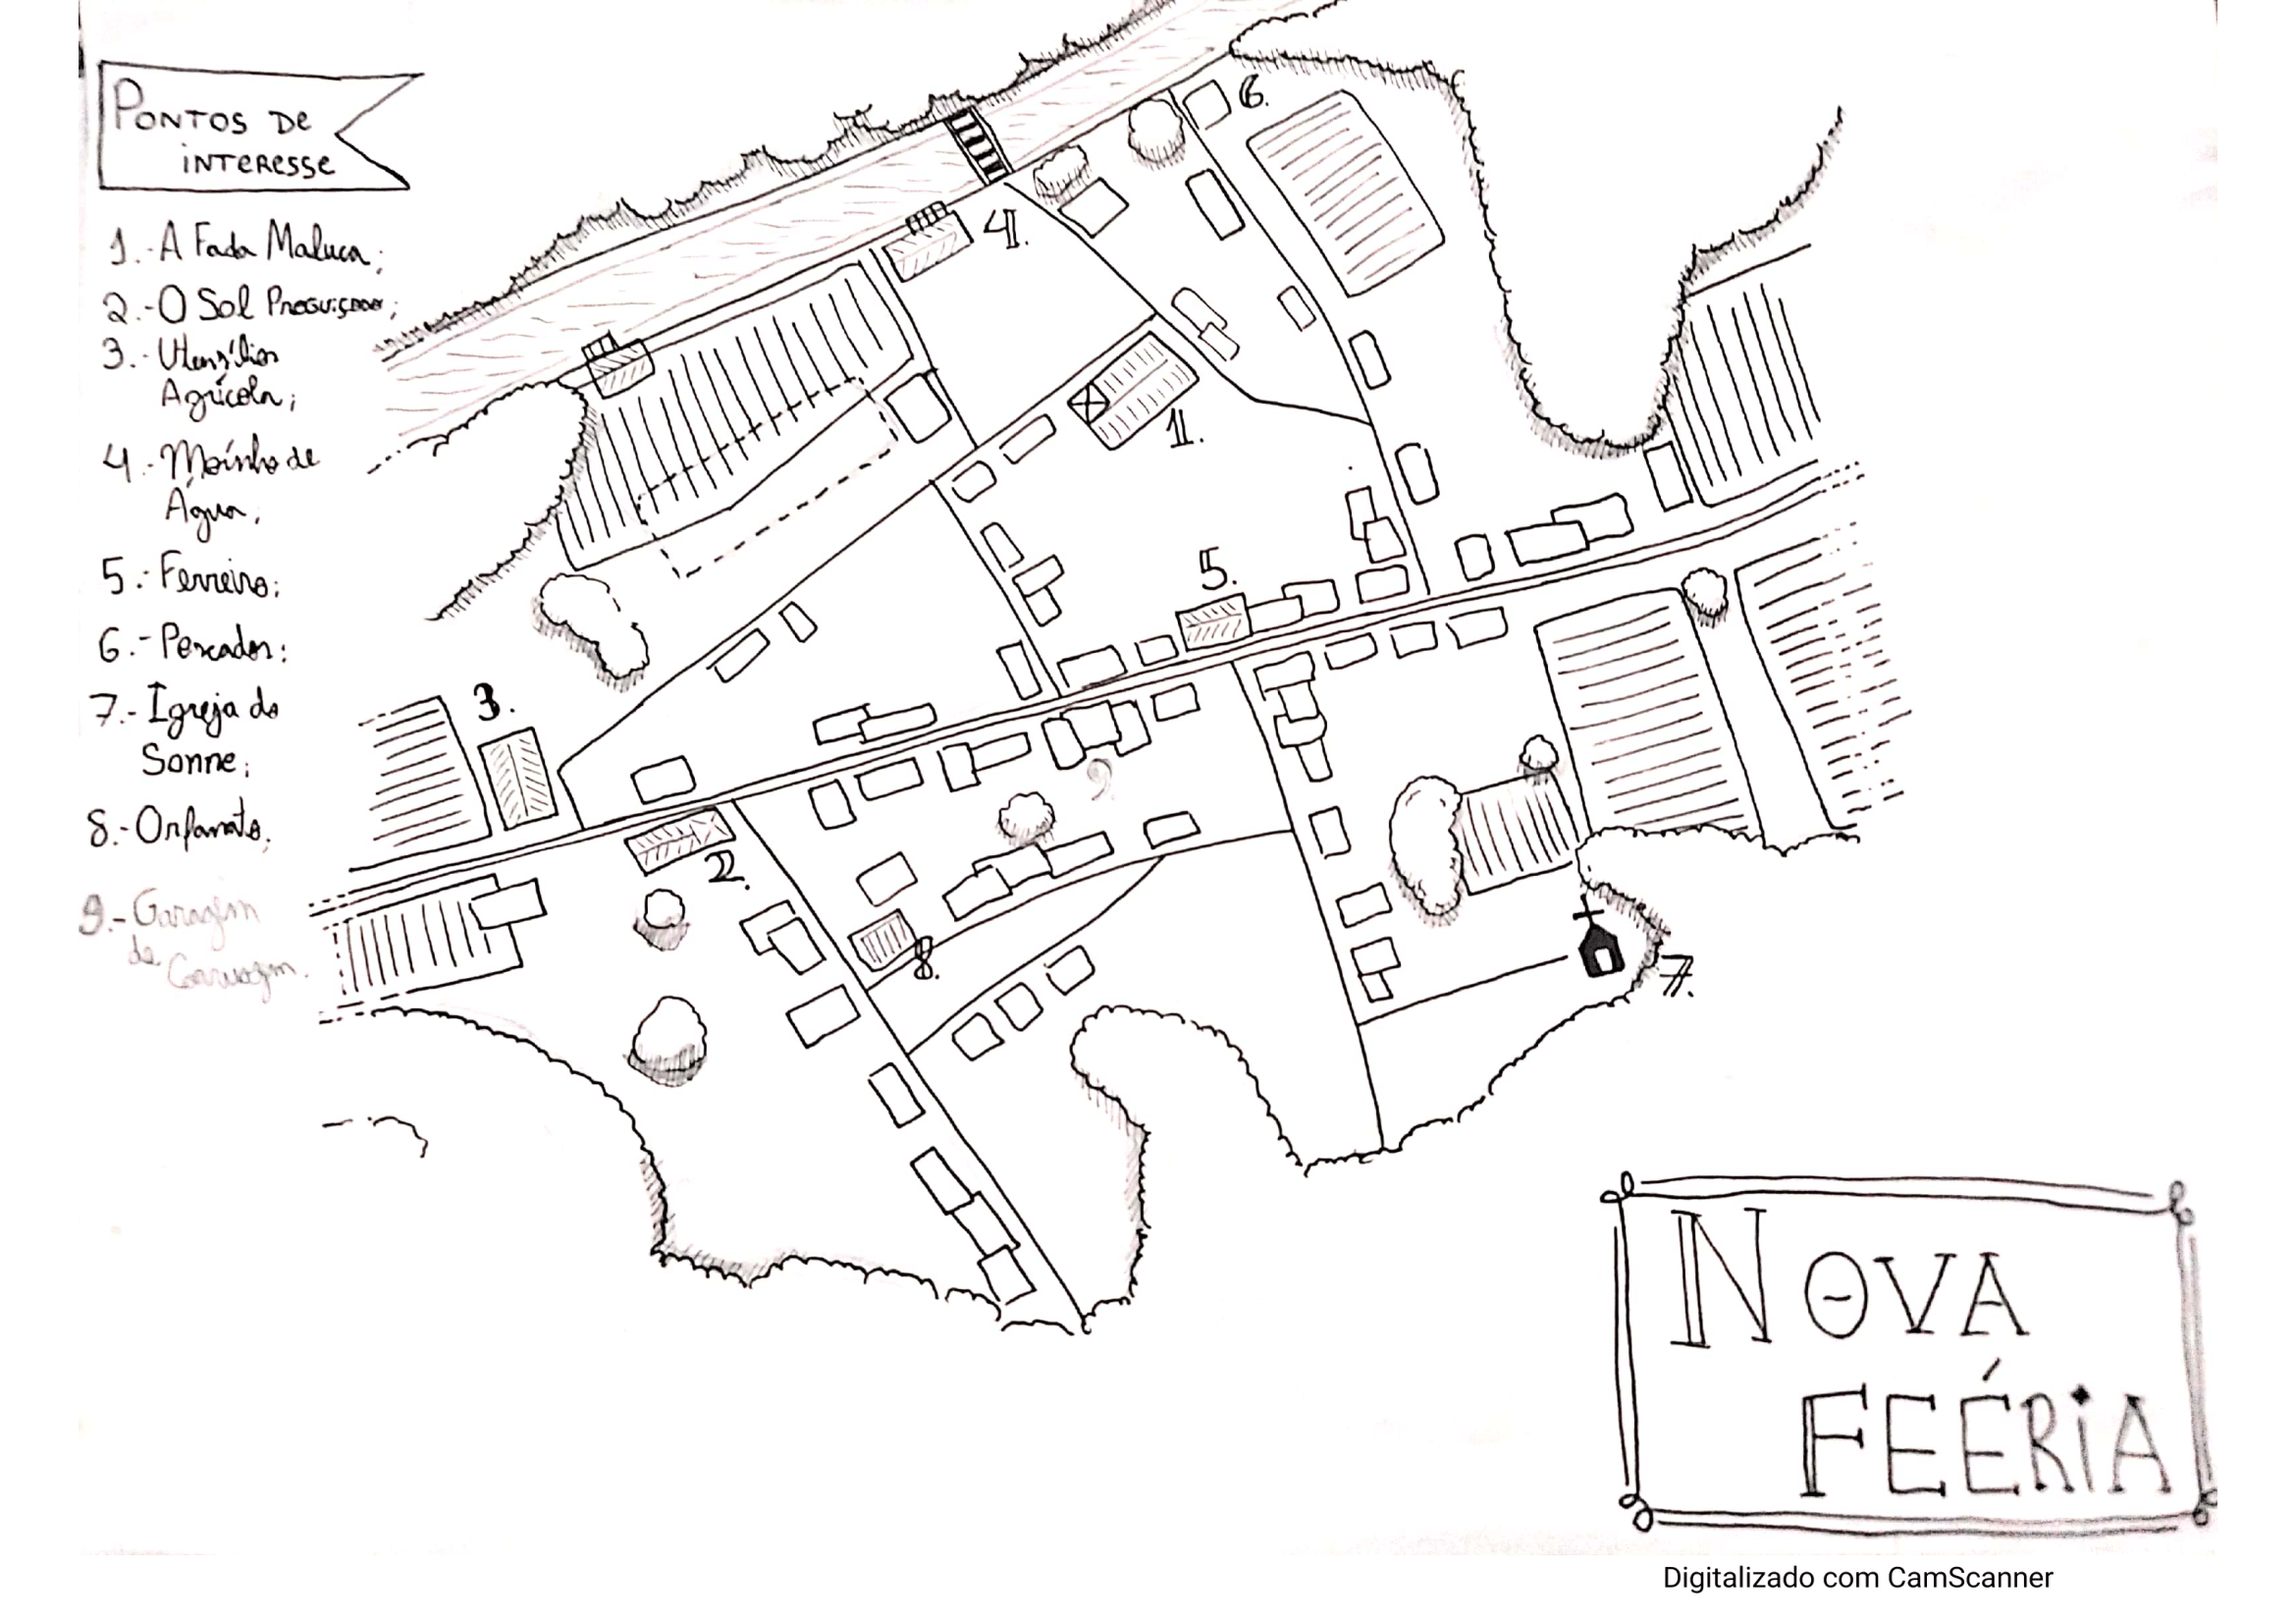 PONTOS DE
INTERESSE
1.- A Fada Maluca;
2.- O Sol Preguiçoso;
3.- Utensílios
Agrícola;
4.- Moínho de
Água;
5.- Ferreiro;
6.- Pescador;
7.- Igreja do
Sonne;
8.- Orfanato.
9.- Garagem
de
Carruagem.
6.
4.
1.
5.
3.
9.
2.
8.
7.
NOVA
FEÉRIA
Digitalizado com CamScanner